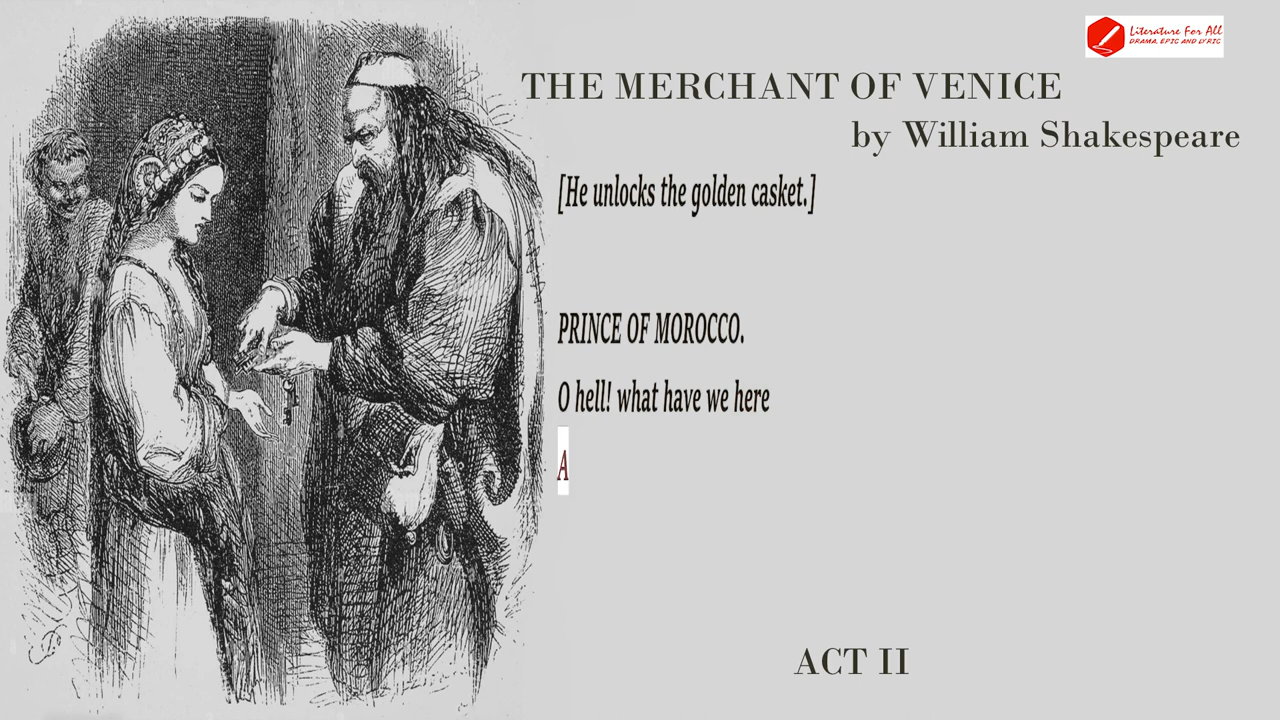 Literature For All
DRAMA, EPIC AND LYRIC
THE MERCHANT OF VENICE
by William Shakespeare
[He unlocks the golden casket.]
PRINCE OF MOROCCO.
O hell! what have we here
A
ACT II